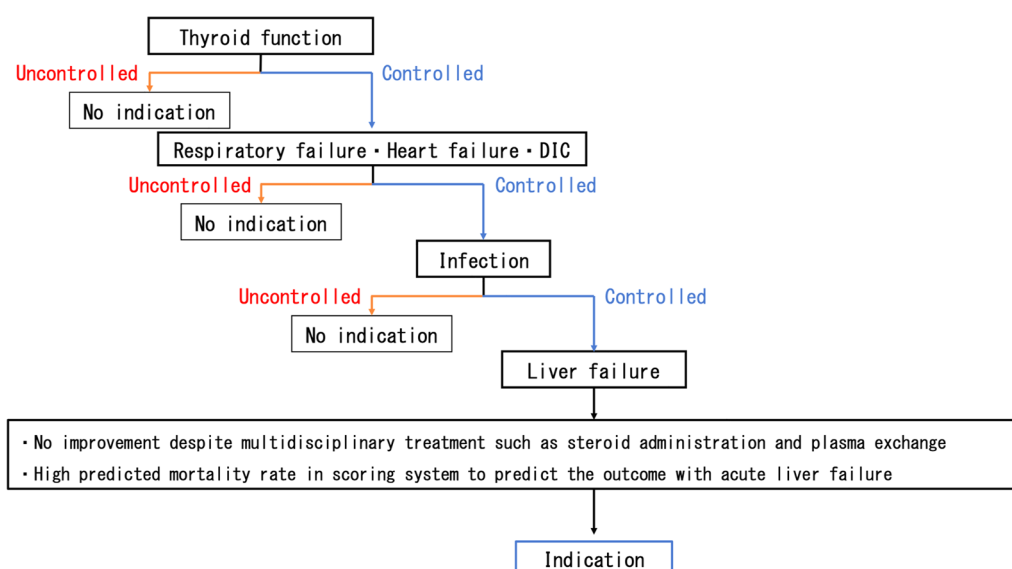 Thyroid function
Uncontrolled
Controlled
No indication
Respiratory failure・Heart failure・DIC
Uncontrolled
Controlled
No indication
Infection
Uncontrolled
Controlled
No indication
Liver failure
・No improvement despite multidisciplinary treatment such as steroid administration and plasma exchange
・High predicted mortality rate in scoring system to predict the outcome with acute liver failure
Indication